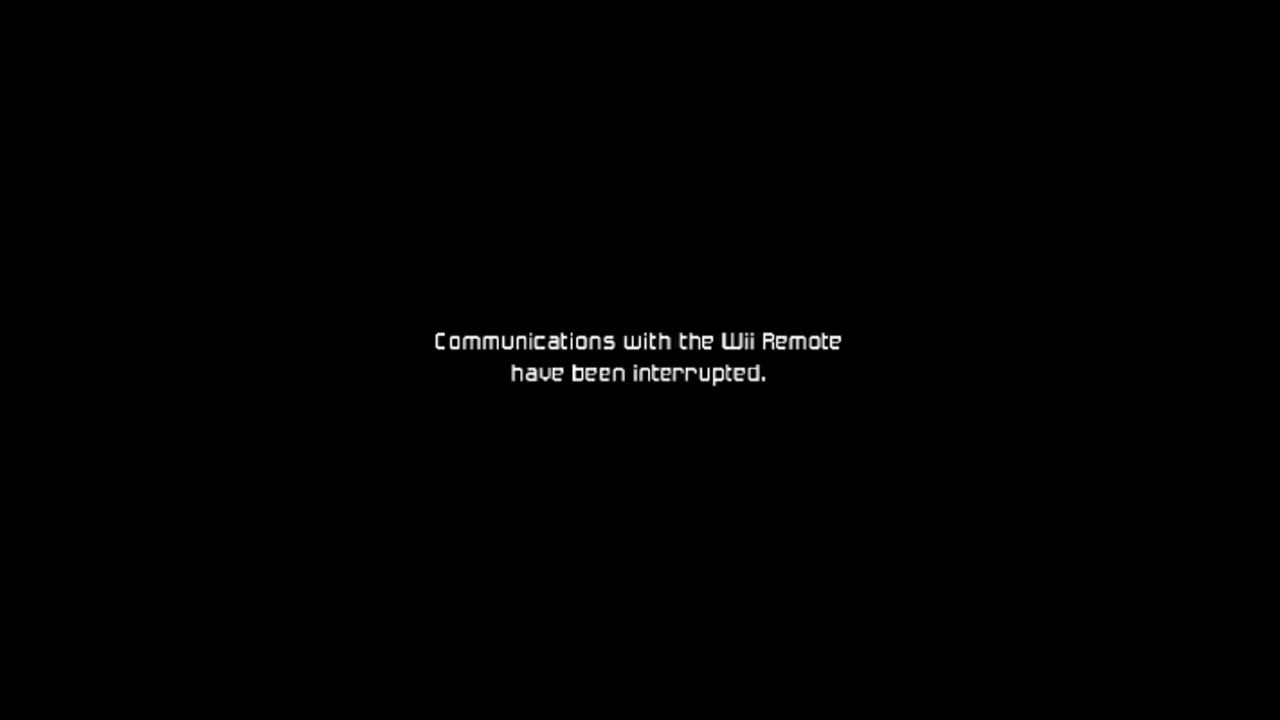 Communications with the Wii Remote
have been interrupted.